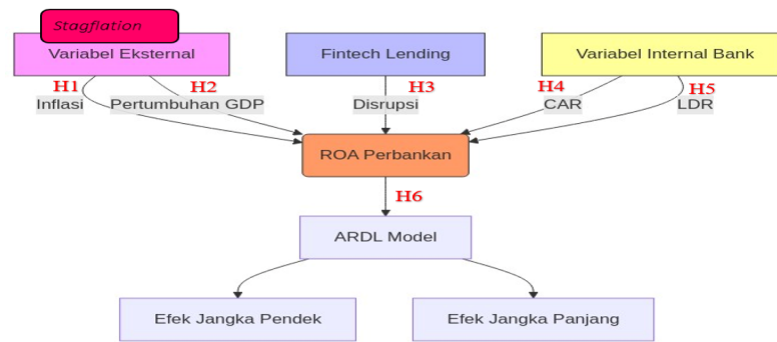 Stagflation
Variabel Eksternal
Fintech Lending
Variabel Internal Bank
H1
H2
H3
H4
H5
Inflasi
Pertumbuhan GDP
Disrupsi
CAR
LDR
ROA Perbankan
H6
ARDL Model
Efek Jangka Pendek
Efek Jangka Panjang